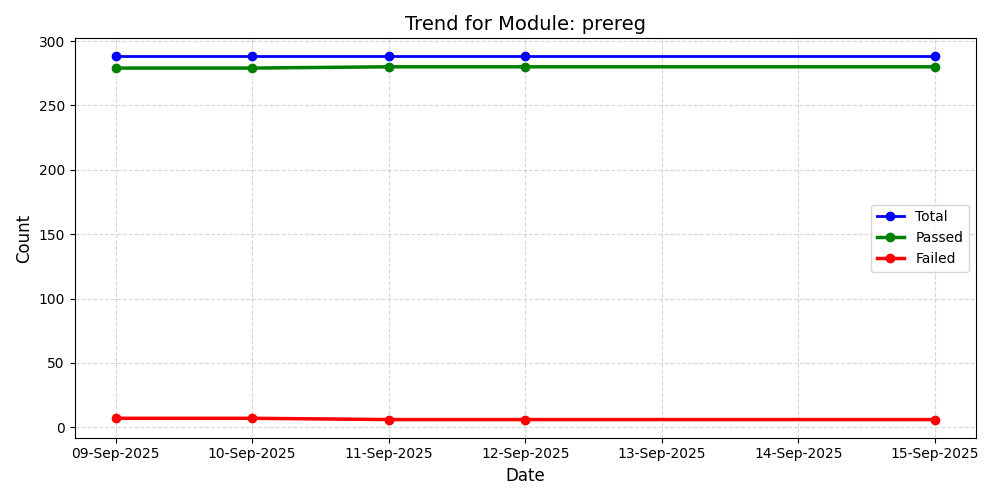 Trend for Module: prereg
300
250
200
150
100
50
0
Count
Total
Passed
Failed
09-Sep-2025
10-Sep-2025
11-Sep-2025
12-Sep-2025
13-Sep-2025
14-Sep-2025
15-Sep-2025
Date